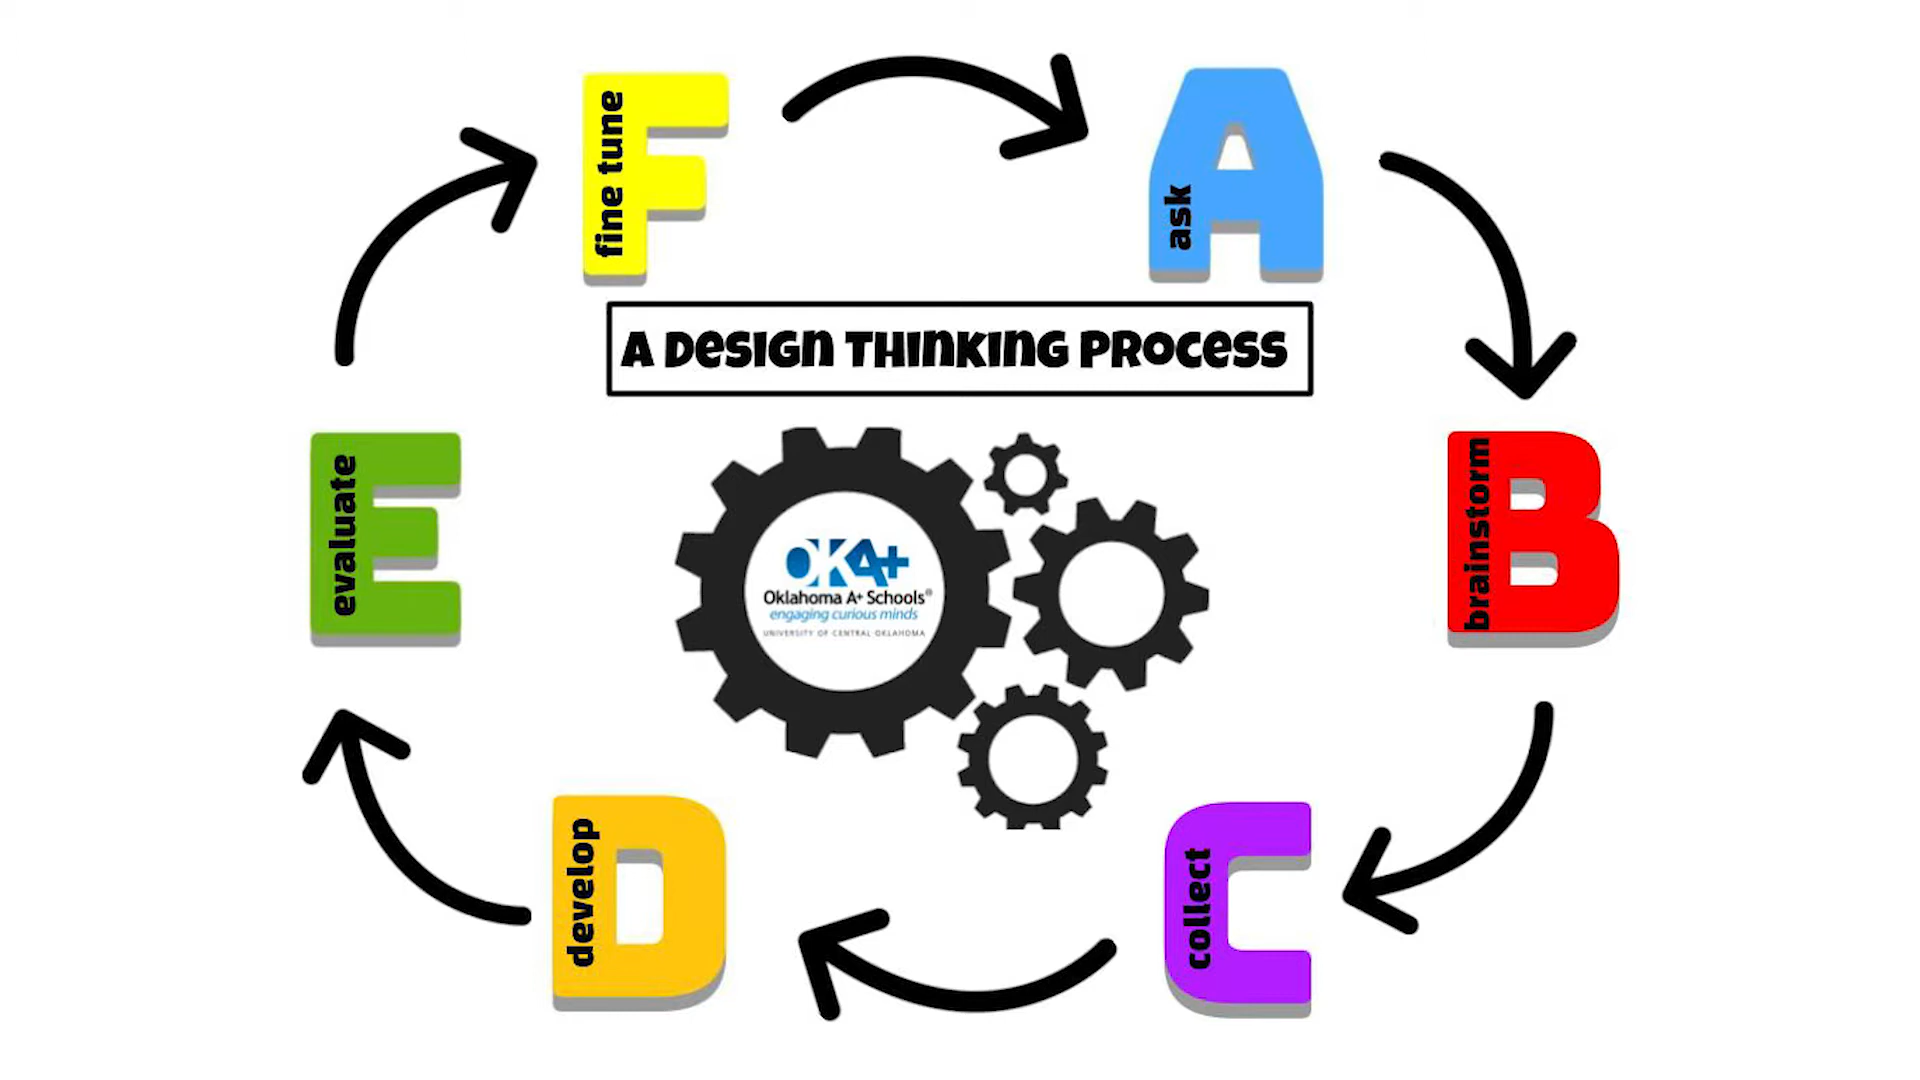 F
fine tune
A
ask
A Design Thinking Process
E
evaluate
B
brainstorm
OKA+
Oklahoma A+ Schools®
engaging curious minds
UNIVERSITY OF CENTRAL OKLAHOMA
D
develop
C
collect